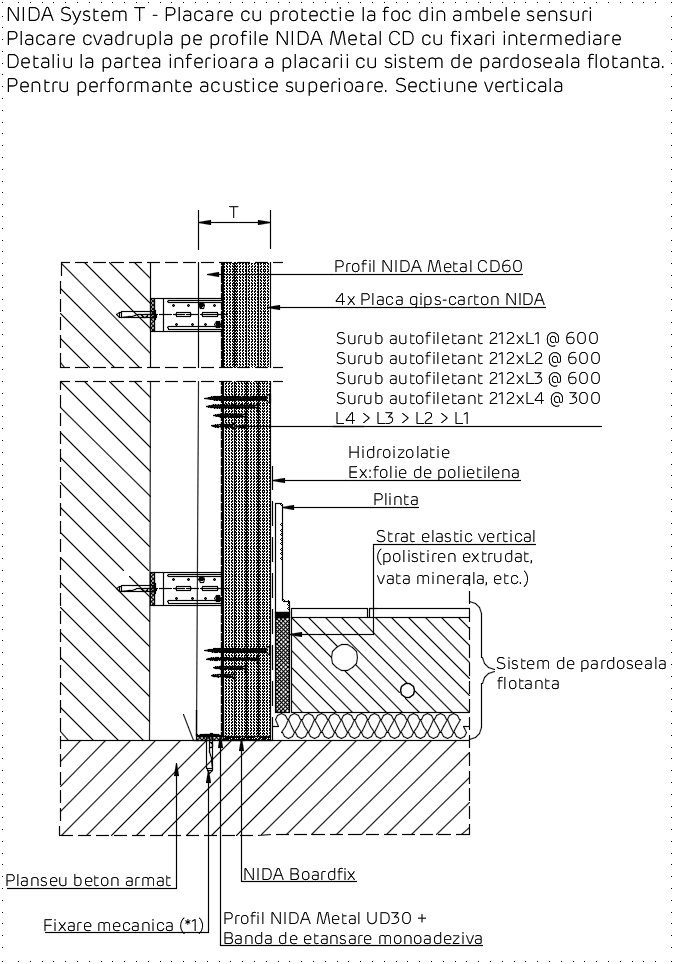 NIDA System T - Placare cu protectie la foc din ambele sensuri
Placare cvadrupla pe profile NIDA Metal CD cu fixari intermediare
Detaliu la partea inferioara a placarii cu sistem de pardoseala flotanta.
Pentru performante acustice superioare. Sectiune verticala
T
Profil NIDA Metal CD60
4x Placa gips-carton NIDA
Surub autofiletant 212xL1 @ 600
Surub autofiletant 212xL2 @ 600
Surub autofiletant 212xL3 @ 600
Surub autofiletant 212xL4 @ 300
L4 > L3 > L2 > L1
Hidroizolatie
Ex:folie de polietilena
Plinta
Strat elastic vertical
(polistiren extrudat,
vata minerala, etc.)
Sistem de pardoseala
flotanta
Planseu beton armat
NIDA Boardfix
Fixare mecanica (*1)
Profil NIDA Metal UD30 +
Banda de etansare monoadeziva